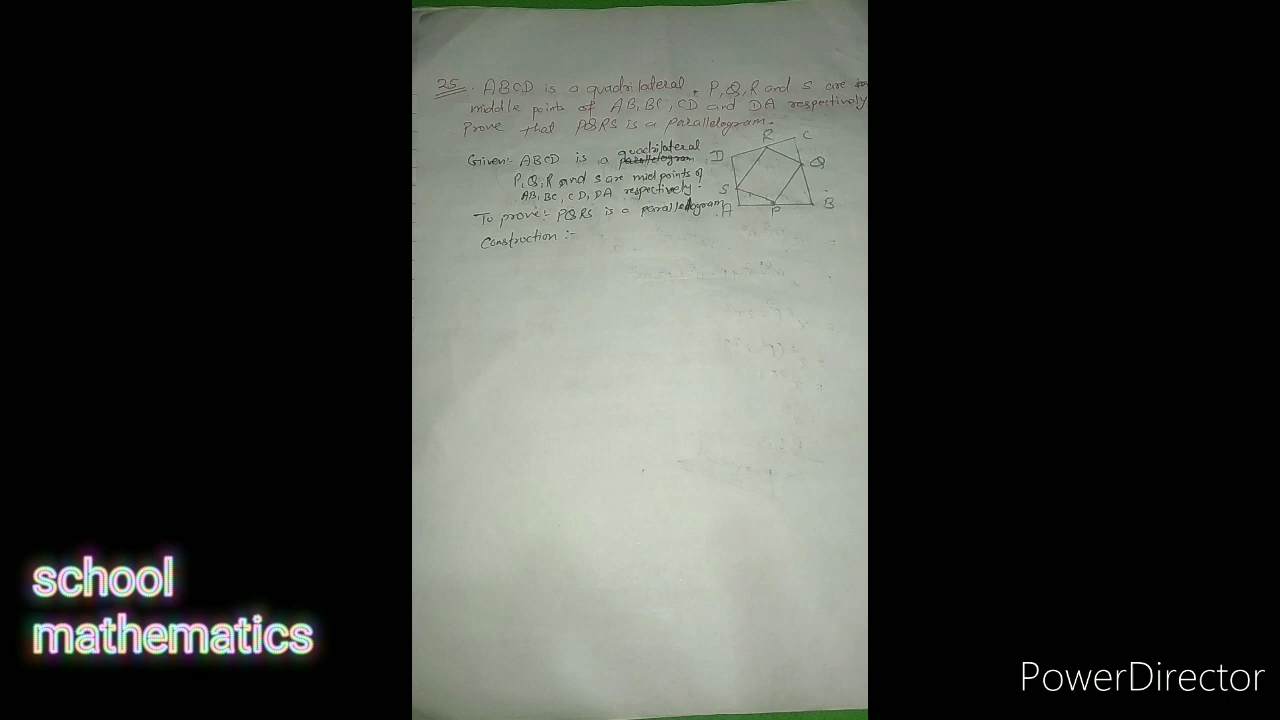 25. ABCD is a quadrilateral. P, Q, R and S are
middle points of AB, BC, CD and DA respectively
Prove that PQRS is a parallelogram.
Given:- ABCD is a quadrilateral
P, Q, R and S are mid points of
AB, BC, CD, DA respectively.
To prove:- PQRS is a parallelogram
Construction :-
R C
D Q
S
A P B
school
mathematics
PowerDirector